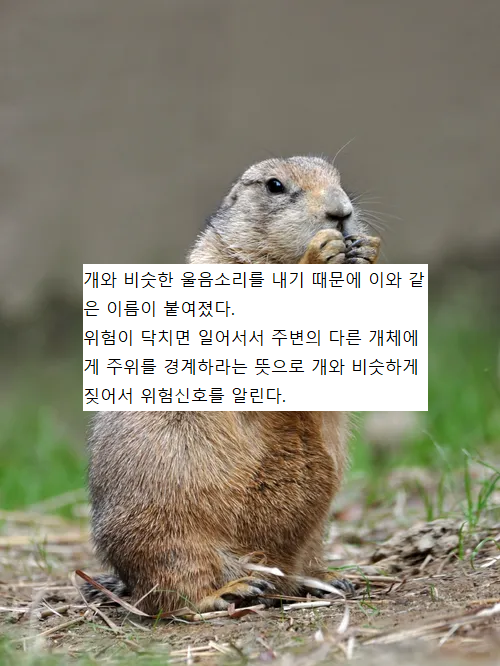 개와 비슷한 울음소리를 내기 때문에 이와 같
은 이름이 붙여졌다.
위험이 닥치면 일어서서 주변의 다른 개체에
게 주위를 경계하라는 뜻으로 개와 비슷하게
짖어서 위험신호를 알린다.